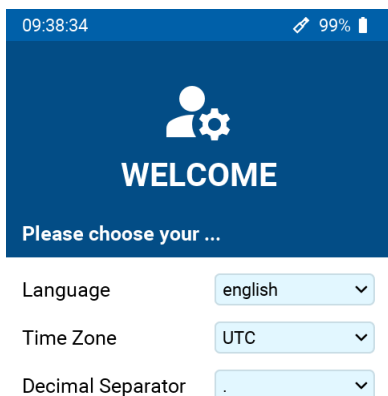 09:38:34 99%
WELCOME
Please choose your ...
Language english
Time Zone UTC
Decimal Separator .